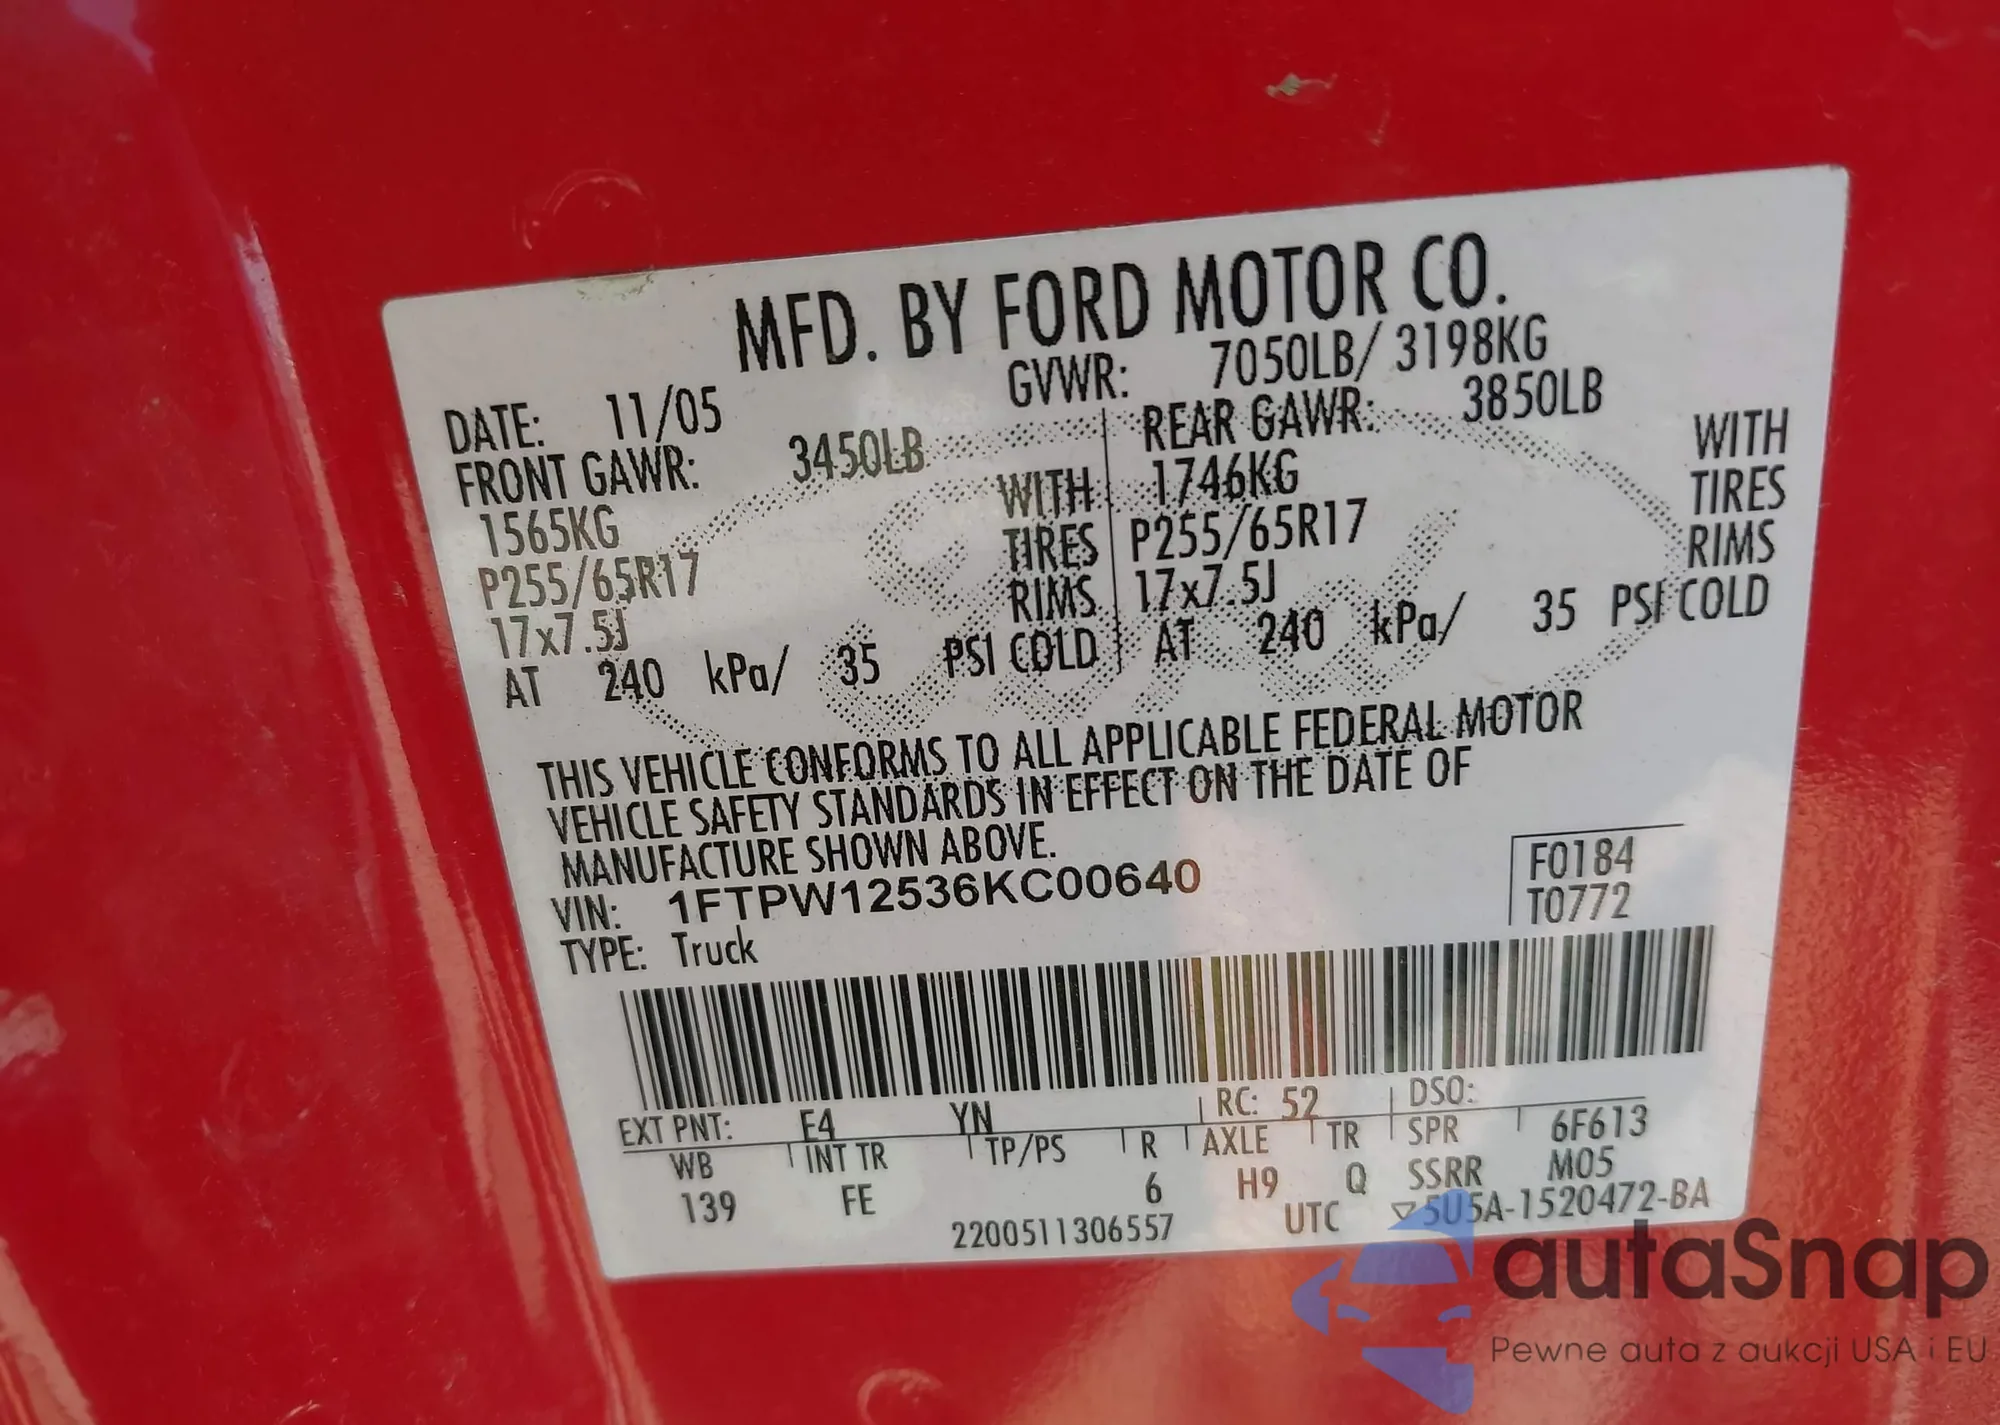 MFD. BY FORD MOTOR CO.
DATE: 11/05 GVWR: 7050LB/ 3198KG
FRONT GAWR: 3450LB REAR GAWR: 3850LB
1565KG WITH 1746KG WITH
P255/65R17 TIRES P255/65R17 TIRES
17x7.5J RIMS 17x7.5J RIMS
AT 240 kPa/ 35 PSI COLD AT 240 kPa/ 35 PSI COLD
THIS VEHICLE CONFORMS TO ALL APPLICABLE FEDERAL MOTOR
VEHICLE SAFETY STANDARDS IN EFFECT ON THE DATE OF
MANUFACTURE SHOWN ABOVE.
VIN: 1FTPW12536KC00640 F0184
TYPE: Truck T0772
EXT PNT: E4 YN RC: 52 DSO:
WB INT TR TP/PS R AXLE TR SPR 6F613
139 FE 6 H9 Q SSRR M05
2200511306557 UTC ▽5U5A-1520472-BA
autaSnap
Pewne auta z aukcji USA i EU